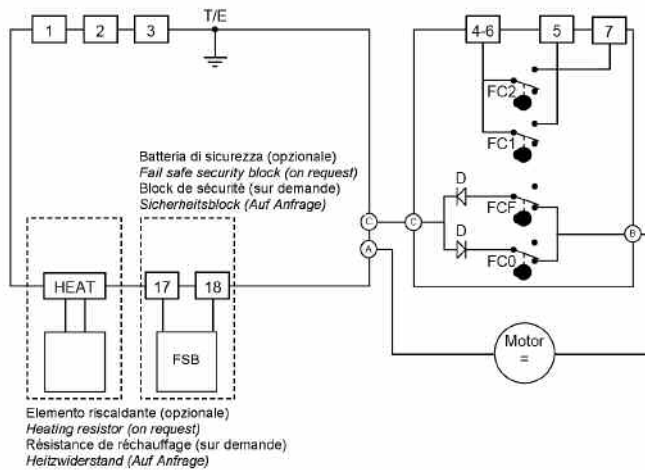 1 2 3 T/E 4-6 5 7
FC2
FC1
Batteria di sicurezza (opzionale)
Fail safe security block (on request)
Block de sécurité (sur demande)
Sicherheitsblock (Auf Anfrage)
D
FCF
C C
B
D
A
FC0
HEAT 17 18
Motor
=
FSB
Elemento riscaldante (opzionale)
Heating resistor (on request)
Résistance de réchauffage (sur demande)
Heitzwiderstand (Auf Anfrage)